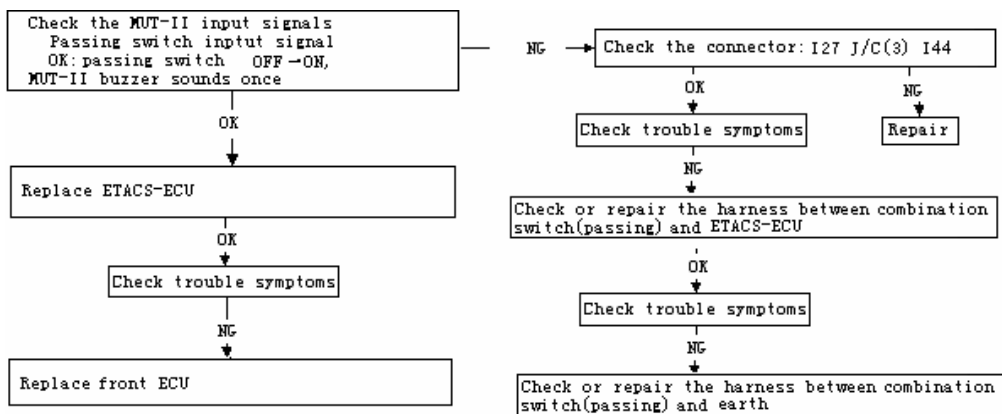 Check the MUT-II input signals
Passing switch inptut signal
OK: passing switch OFF→ON,
MUT-II buzzer sounds once
NG
Check the connector: I27 J/C(3) I44
OK
NG
OK
Check trouble symptoms
Repair
NG
Replace ETACS-ECU
Check or repair the harness between combination
switch(passing) and ETACS-ECU
OK
OK
Check trouble symptoms
Check trouble symptoms
NG
NG
Replace front ECU
Check or repair the harness between combination
switch(passing) and earth